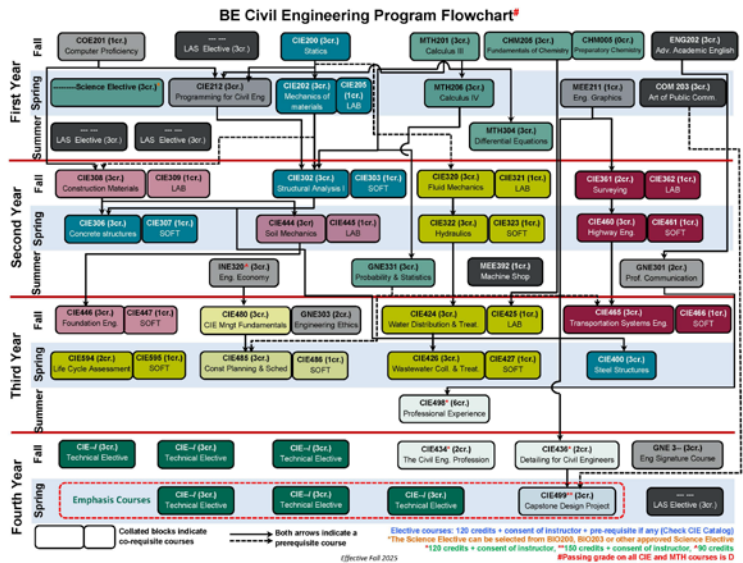 BE Civil Engineering Program Flowchart#
First Year
Fall
COE201 (1cr.)
Computer Proficiency
--- ---
LAS Elective (3cr.)
CIE200 (3cr.)
Statics
MTH201 (3cr.)
Calculus III
CHM205 (3cr.)
Fundamentals of Chemistry
CHM005 (0cr.)
Preparatory Chemistry
ENG202 (3cr.)
Adv. Academic English
Spring
--------Science Elective (3cr.)
CIE212 (3cr.)
Programming for Civil Eng
CIE202 (3cr.)
Mechanics of
materials
CIE205
(1cr.)
LAB
MTH206 (3cr.)
Calculus IV
MEE211 (1cr.)
Eng. Graphics
COM 203 (3cr.)
Art of Public Comm.
Summer
--- ---
LAS Elective (3cr.)
--- ---
LAS Elective (3cr.)
MTH304 (3cr.)
Differential Equations
Second Year
Fall
CIE308 (3cr.)
Construction Materials
CIE309 (1cr.)
LAB
CIE302 (3cr.)
Structural Analysis I
CIE303 (1cr.)
SOFT
CIE320 (3cr.)
Fluid Mechanics
CIE321 (1cr.)
LAB
CIE361 (2cr.)
Surveying
CIE362 (1cr.)
LAB
Spring
CIE306 (3cr.)
Concrete structures
CIE307 (1cr.)
SOFT
CIE444 (3cr)
Soil Mechanics
CIE445 (1cr.)
LAB
CIE322 (3cr.)
Hydraulics
CIE323 (1cr.)
SOFT
CIE460 (3cr.)
Highway Eng.
CIE461 (1cr.)
SOFT
Summer
INE320^ (3cr.)
Eng. Economy
GNE331 (3cr.)
Probability & Statistics
MEE392 (1cr.)
Machine Shop
GNE301 (2cr.)
Prof. Communication
Third Year
Fall
CIE446 (3cr.)
Foundation Eng.
CIE447 (1cr.)
SOFT
CIE480 (3cr.)
CIE Mngt Fundamentals
GNE303 (2cr.)
Engineering Ethics
CIE424 (3cr.)
Water Distribution & Treat.
CIE425 (1cr.)
LAB
CIE465 (3cr.)
Transportation Systems Eng.
CIE466 (1cr.)
SOFT
Spring
CIE594 (2cr.)
Life Cycle Assessment
CIE595 (1cr.)
SOFT
CIE485 (3cr.)
Const Planning & Sched
CIE486 (1cr.)
SOFT
CIE426 (3cr.)
Wastewater Coll. & Treat.
CIE427 (1cr.)
SOFT
CIE400 (3cr.)
Steel Structures
Summer
CIE498* (6cr.)
Professional Experience
Fourth Year
Fall
CIE--/ (3cr.)
Technical Elective
CIE--/ (3cr.)
Technical Elective
CIE--/ (3cr.)
Technical Elective
CIE434* (2cr.)
The Civil Eng. Profession
CIE436* (2cr.)
Detailing for Civil Engineers
GNE 3-- (3cr.)
Eng Signature Course
Spring
Emphasis Courses
CIE--/ (3cr.)
Technical Elective
CIE--/ (3cr.)
Technical Elective
CIE--/ (3cr.)
Technical Elective
CIE499** (3cr.)
Capstone Design Project
--- ---
LAS Elective (3cr.)
Collated blocks indicate
co-requisite courses
Both arrows indicate a
prerequisite course
Elective courses: 120 credits + consent of instructor + pre-requisite if any (Check CIE Catalog)
*The Science Elective can be selected from BIO200, BIO203 or other approved Science Elective
*120 credits + consent of instructor, **150 credits + consent of instructor, ^90 credits
#Passing grade on all CIE and MTH courses is D
Effective Fall 2025